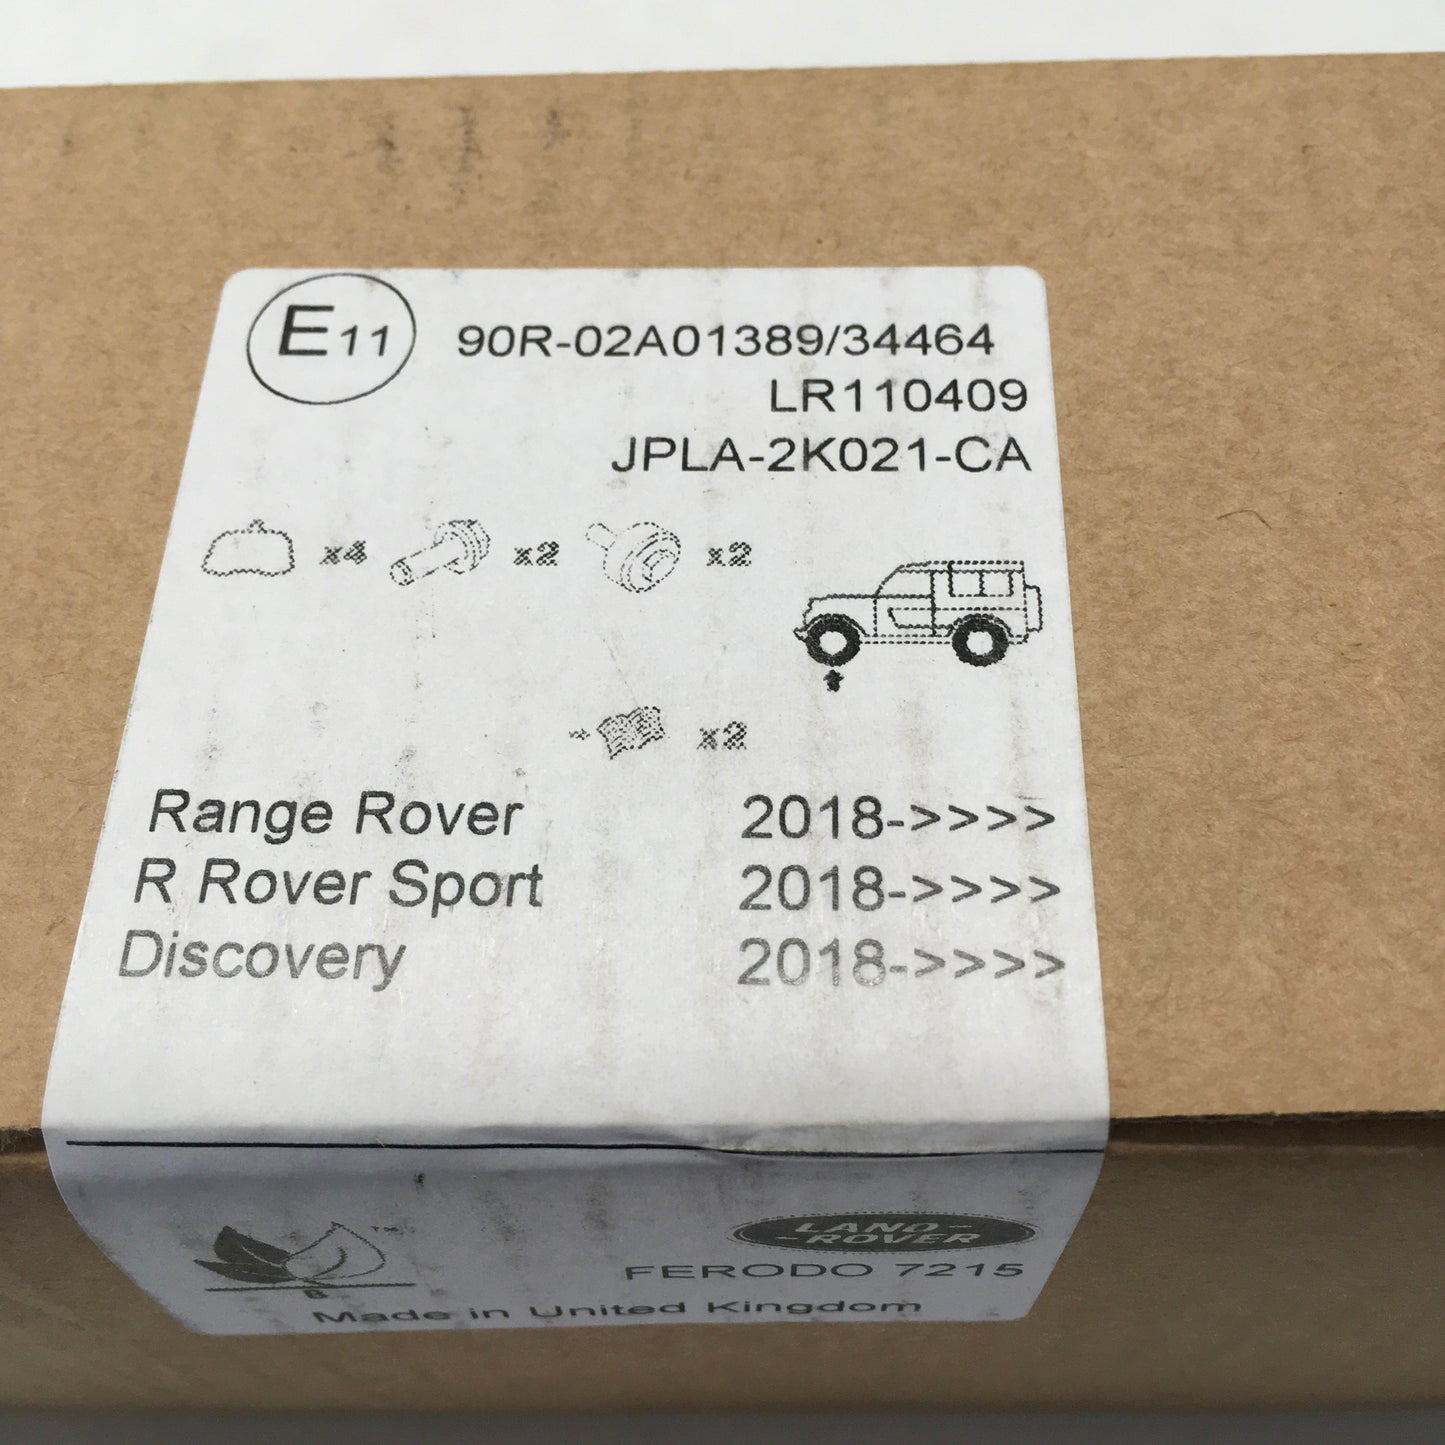 E11 90R-02A01389/34464
LR110409
JPLA-2K021-CA
x4 x2 x2
x2
Range Rover 2018->>>>
R Rover Sport 2018->>>>
Discovery 2018->>>>
™
B
LAND-
-ROVER
FERODO 7215
Made in United Kingdom